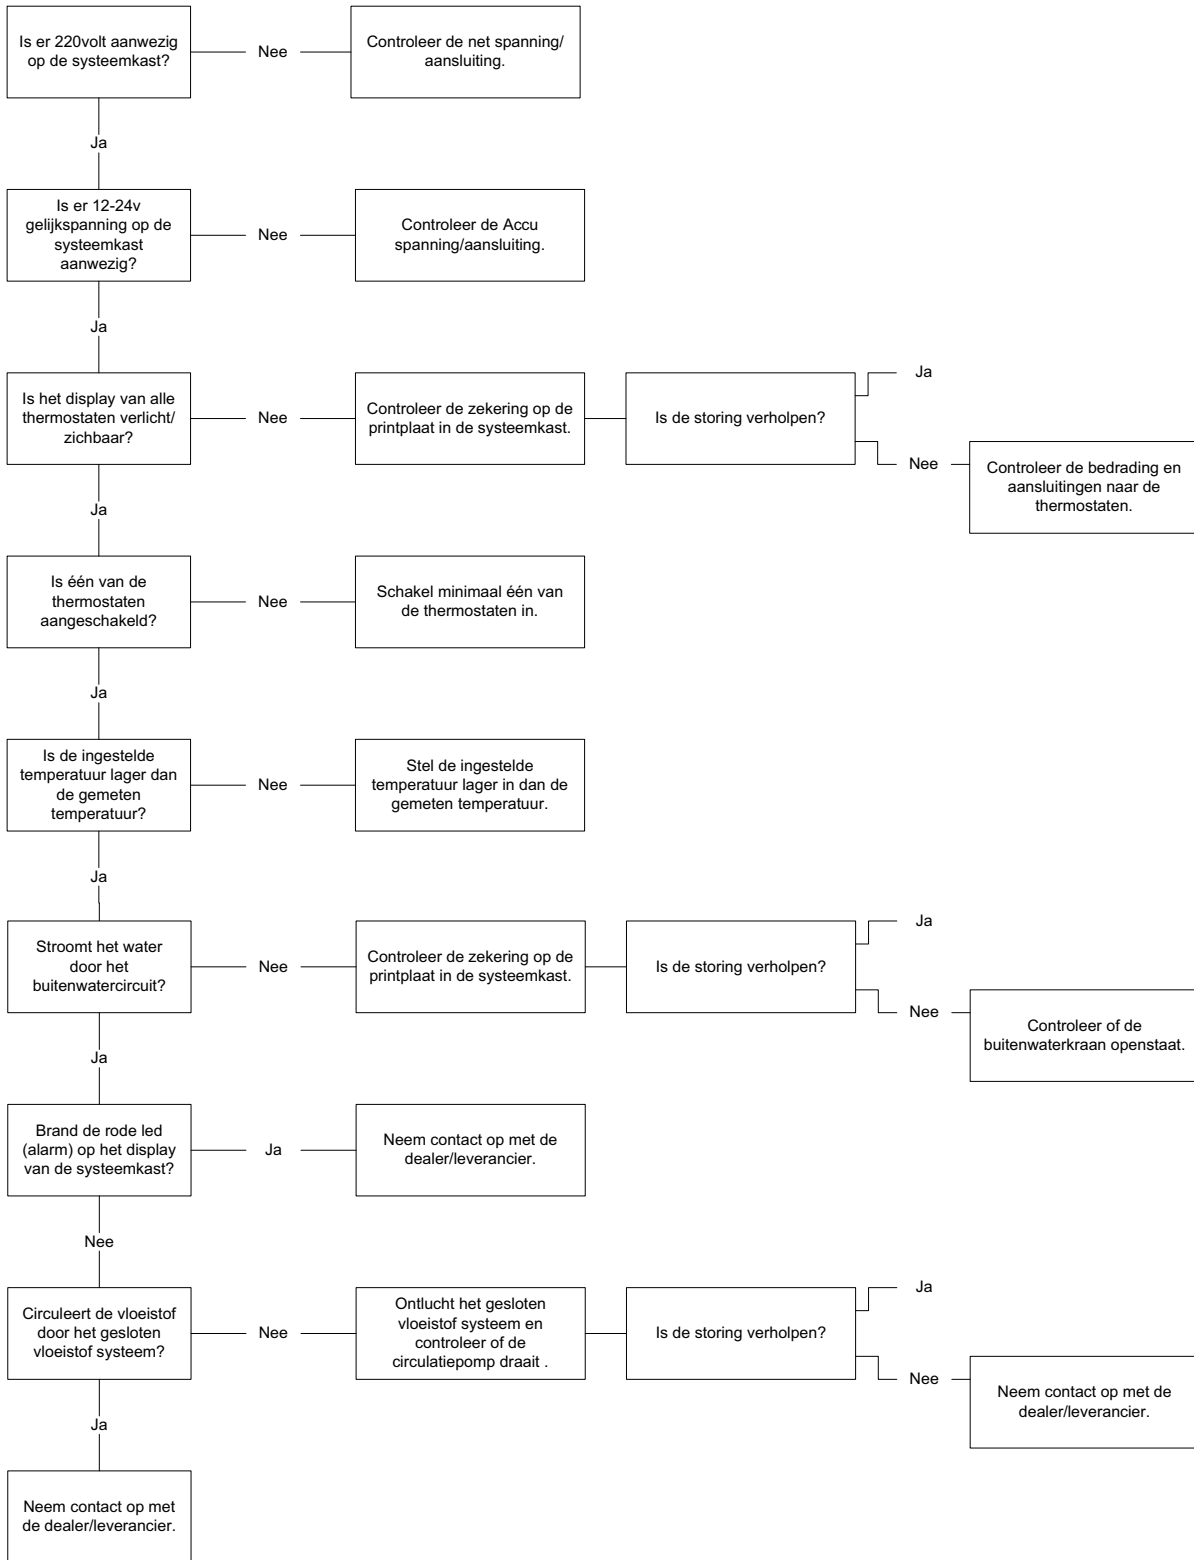 Is er 220volt aanwezig
op de systeemkast?
Nee
Controleer de net spanning/
aansluiting.
Ja
Is er 12-24v
gelijkspanning op de
systeemkast
aanwezig?
Nee
Controleer de Accu
spanning/aansluiting.
Ja
Is het display van alle
thermostaten verlicht/
zichbaar?
Nee
Controleer de zekering op de
printplaat in de systeemkast.
Is de storing verholpen?
Ja
Nee
Controleer de bedrading en
aansluitingen naar de
thermostaten.
Ja
Is één van de
thermostaten
aangeschakeld?
Nee
Schakel minimaal één van
de thermostaten in.
Ja
Is de ingestelde
temperatuur lager dan
de gemeten
temperatuur?
Nee
Stel de ingestelde
temperatuur lager in dan de
gemeten temperatuur.
Ja
Stroomt het water
door het
buitenwatercircuit?
Nee
Controleer de zekering op de
printplaat in de systeemkast.
Is de storing verholpen?
Ja
Nee
Controleer of de
buitenwaterkraan openstaat.
Ja
Brand de rode led
(alarm) op het display
van de systeemkast?
Ja
Neem contact op met de
dealer/leverancier.
Nee
Circuleert de vloeistof
door het gesloten
vloeistof systeem?
Nee
Ontlucht het gesloten
vloeistof systeem en
controleer of de
circulatiepomp draait .
Is de storing verholpen?
Ja
Nee
Neem contact op met de
dealer/leverancier.
Ja
Neem contact op met
de dealer/leverancier.